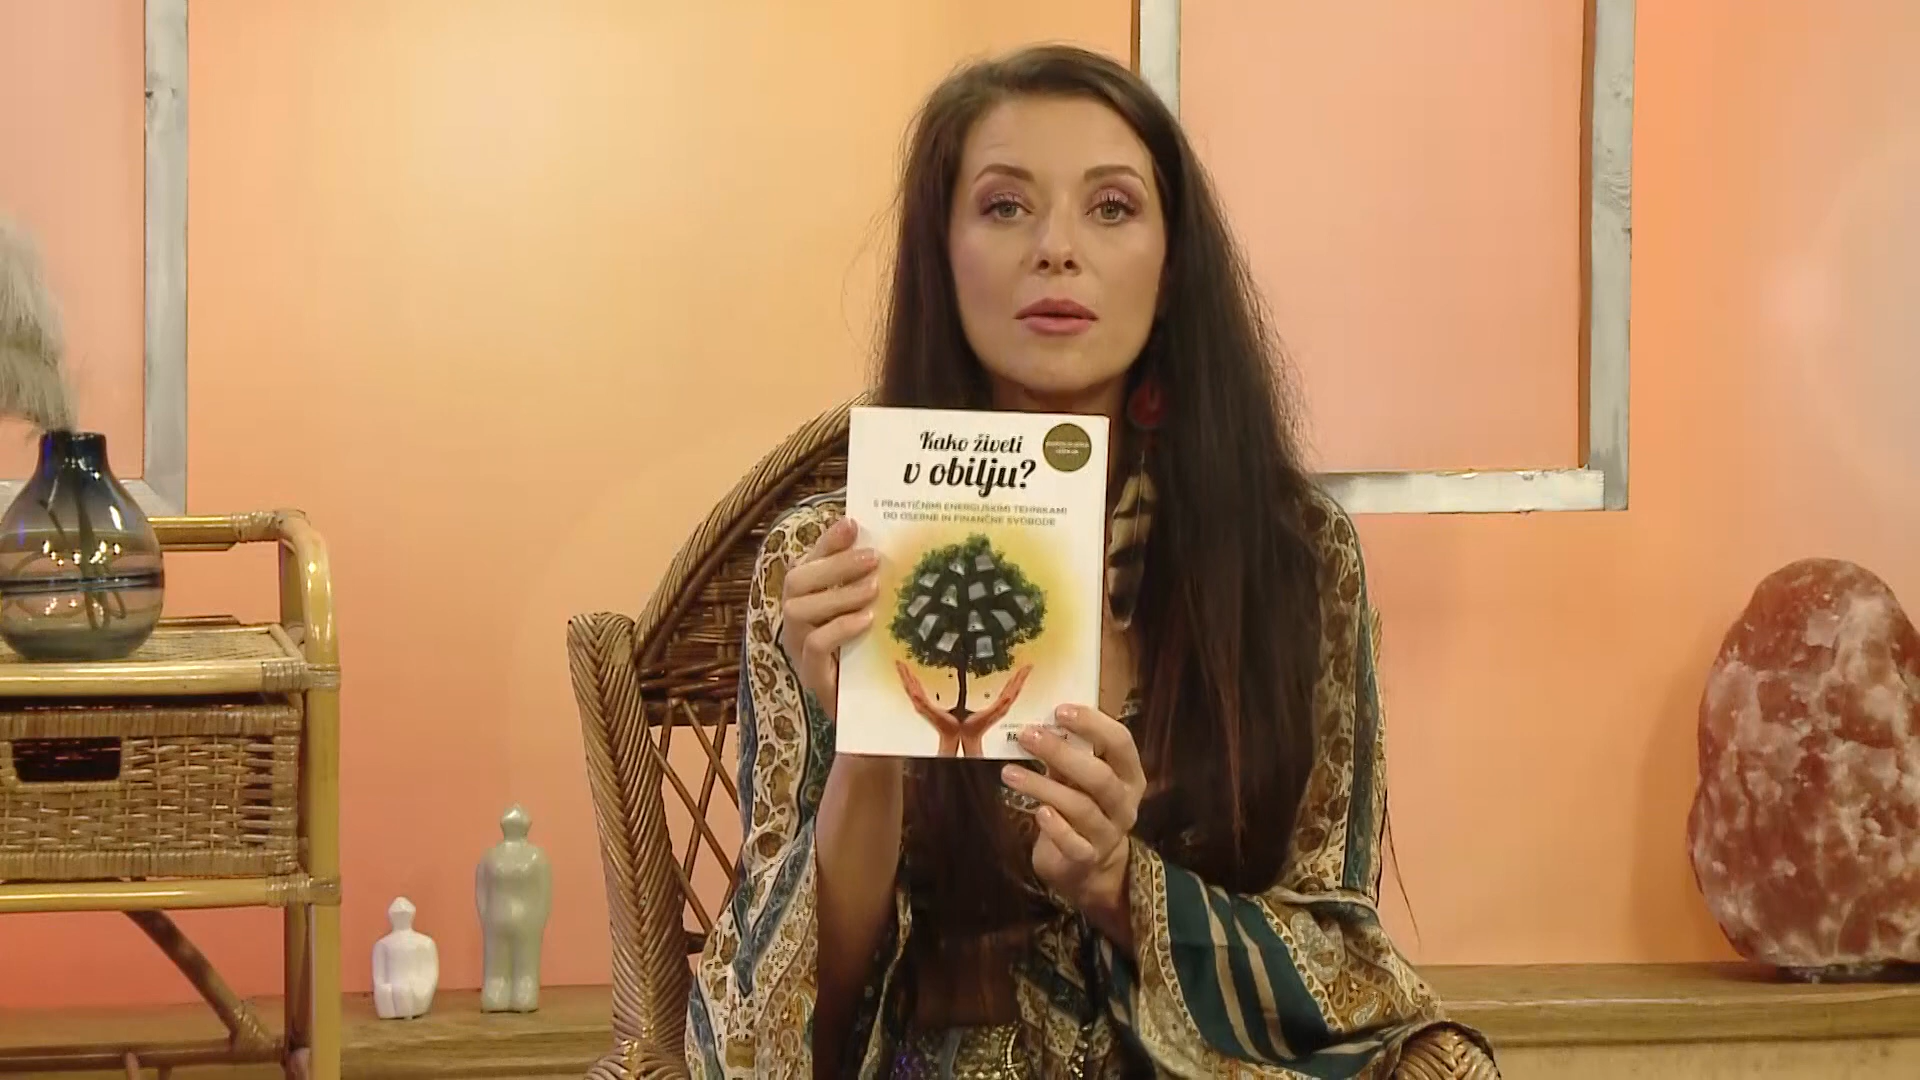 Kako živeti
v obilju?
S PRAKTIČNIMI ENERGIJSKIMI TEHNIKAMI
DO OSEBNE IN FINANČNE SVOBODE